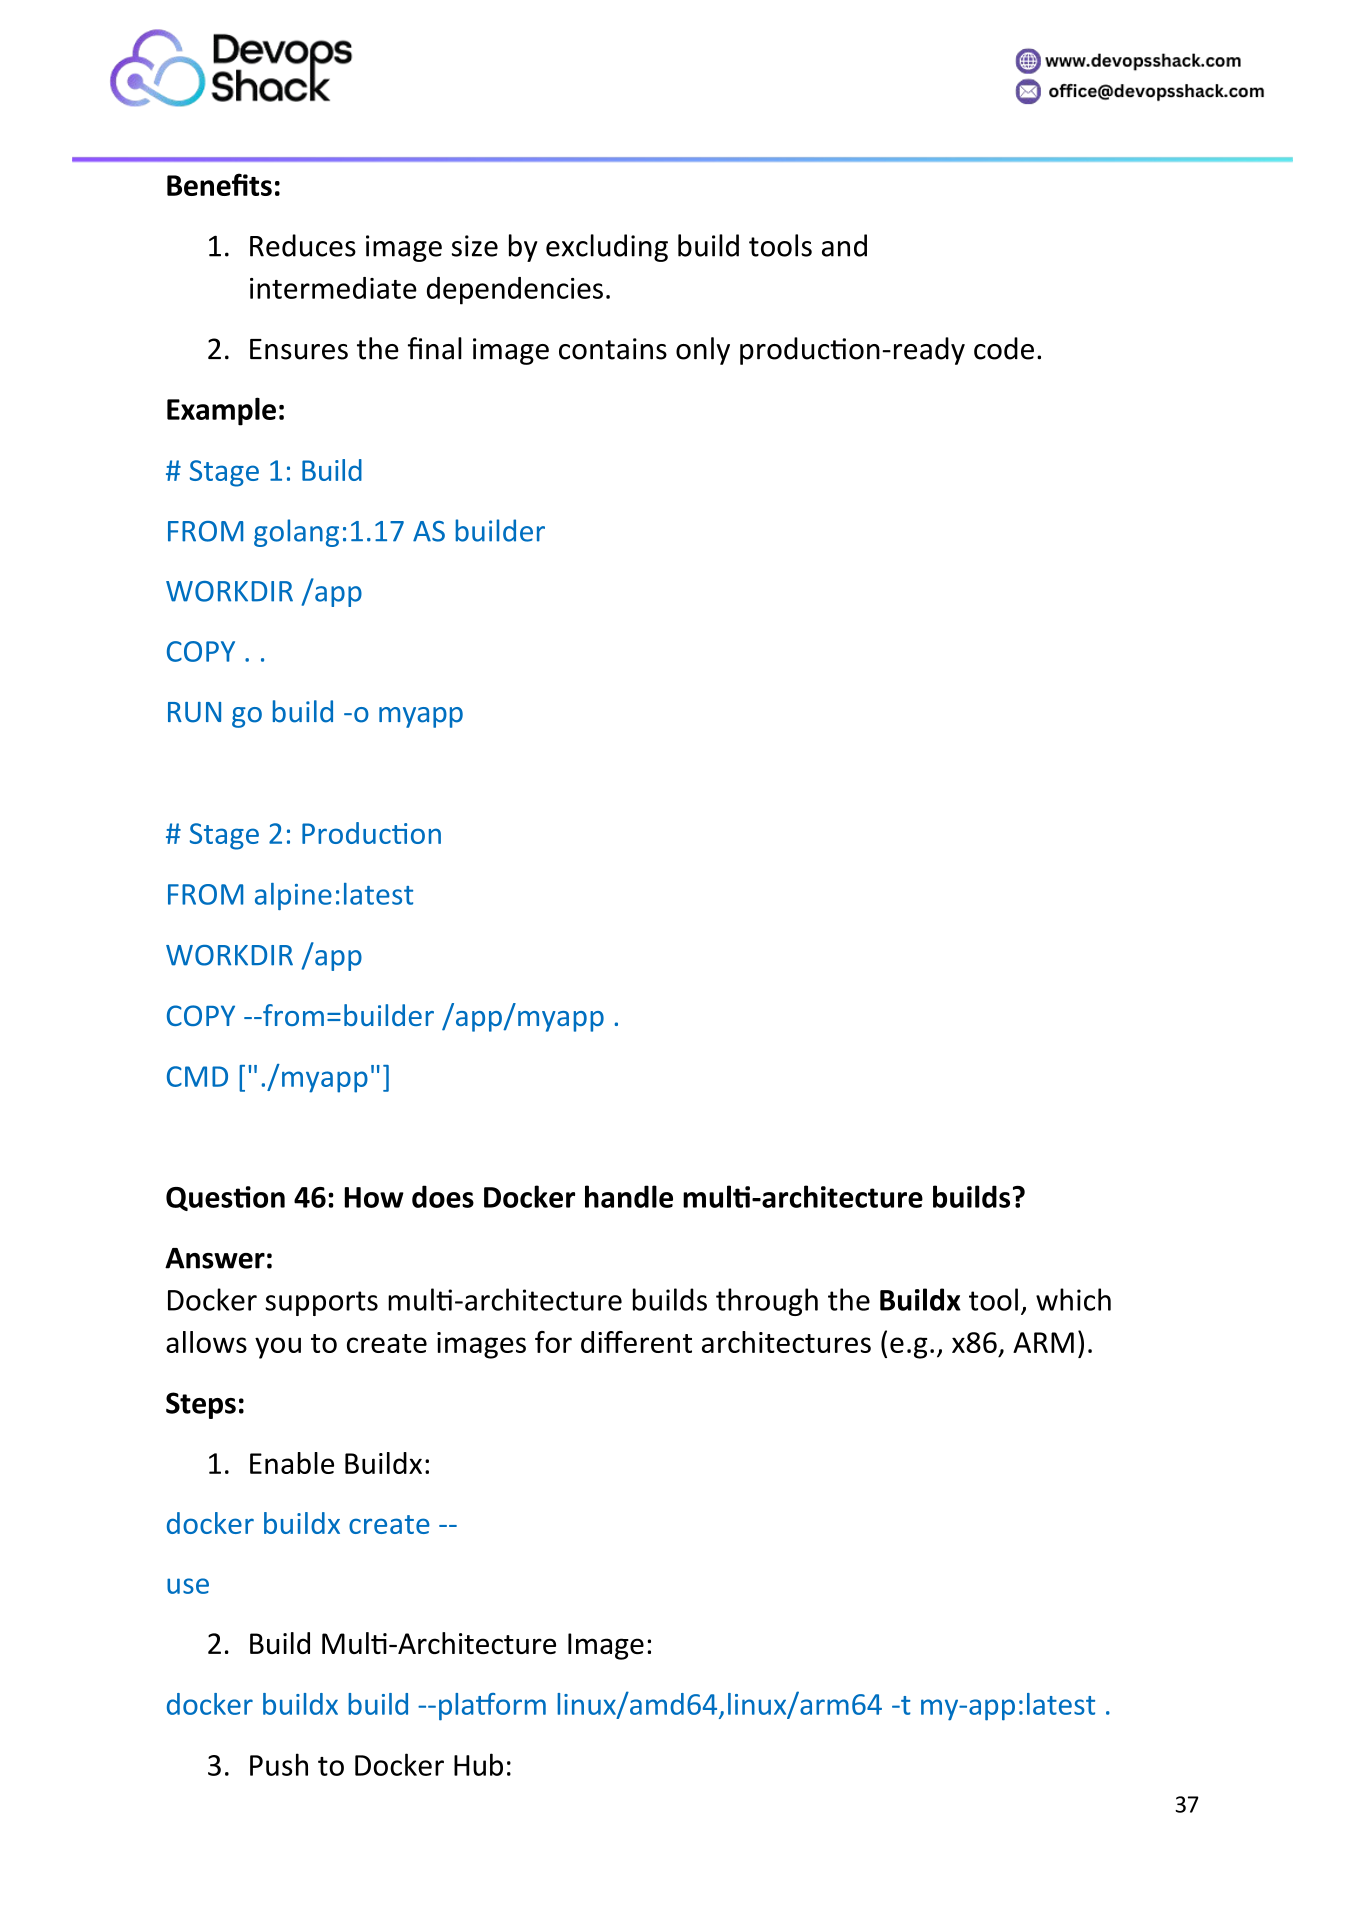 Devops
Shack
www.devopsshack.com
office@devopsshack.com
Benefits:
1. Reduces image size by excluding build tools and
intermediate dependencies.
2. Ensures the final image contains only production-ready code.
Example:
# Stage 1: Build
FROM golang:1.17 AS builder
WORKDIR /app
COPY . .
RUN go build -o myapp
# Stage 2: Production
FROM alpine:latest
WORKDIR /app
COPY --from=builder /app/myapp .
CMD ["./myapp"]
Question 46: How does Docker handle multi-architecture builds?
Answer:
Docker supports multi-architecture builds through the Buildx tool, which
allows you to create images for different architectures (e.g., x86, ARM).
Steps:
1. Enable Buildx:
docker buildx create --
use
2. Build Multi-Architecture Image:
docker buildx build --platform linux/amd64,linux/arm64 -t my-app:latest .
3. Push to Docker Hub:
37